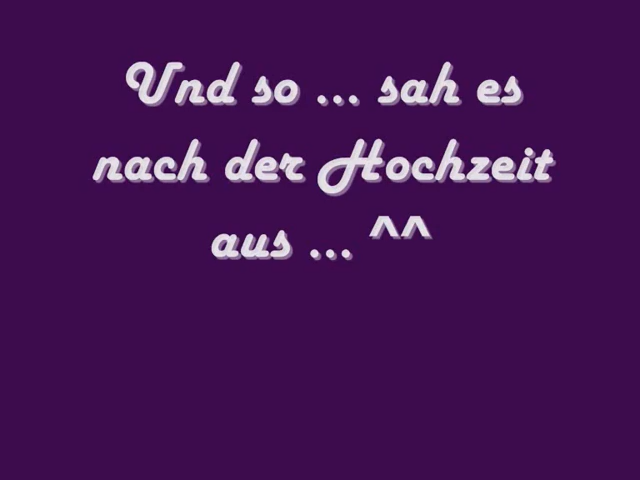 Und so ... sah es
nach der Hochzeit
aus ... ^^